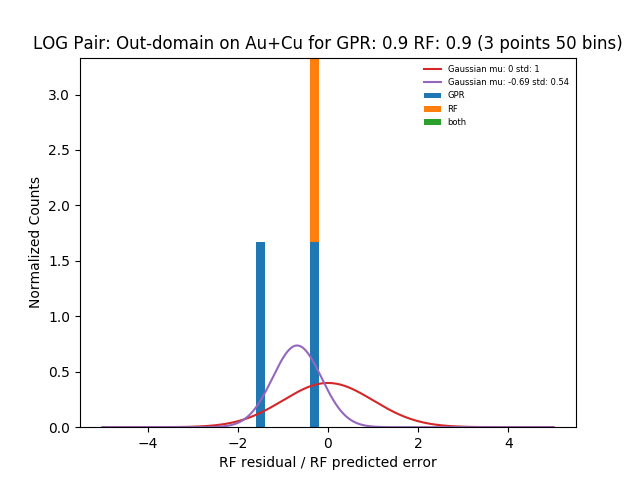 LOG Pair: Out-domain on Au+Cu for GPR: 0.9 RF: 0.9 (3 points 50 bins)
Gaussian mu: 0 std: 1
Gaussian mu: -0.69 std: 0.54
GPR
RF
both
Normalized Counts
3.0
2.5
2.0
1.5
1.0
0.5
0.0
−4
−2
0
2
4
RF residual / RF predicted error